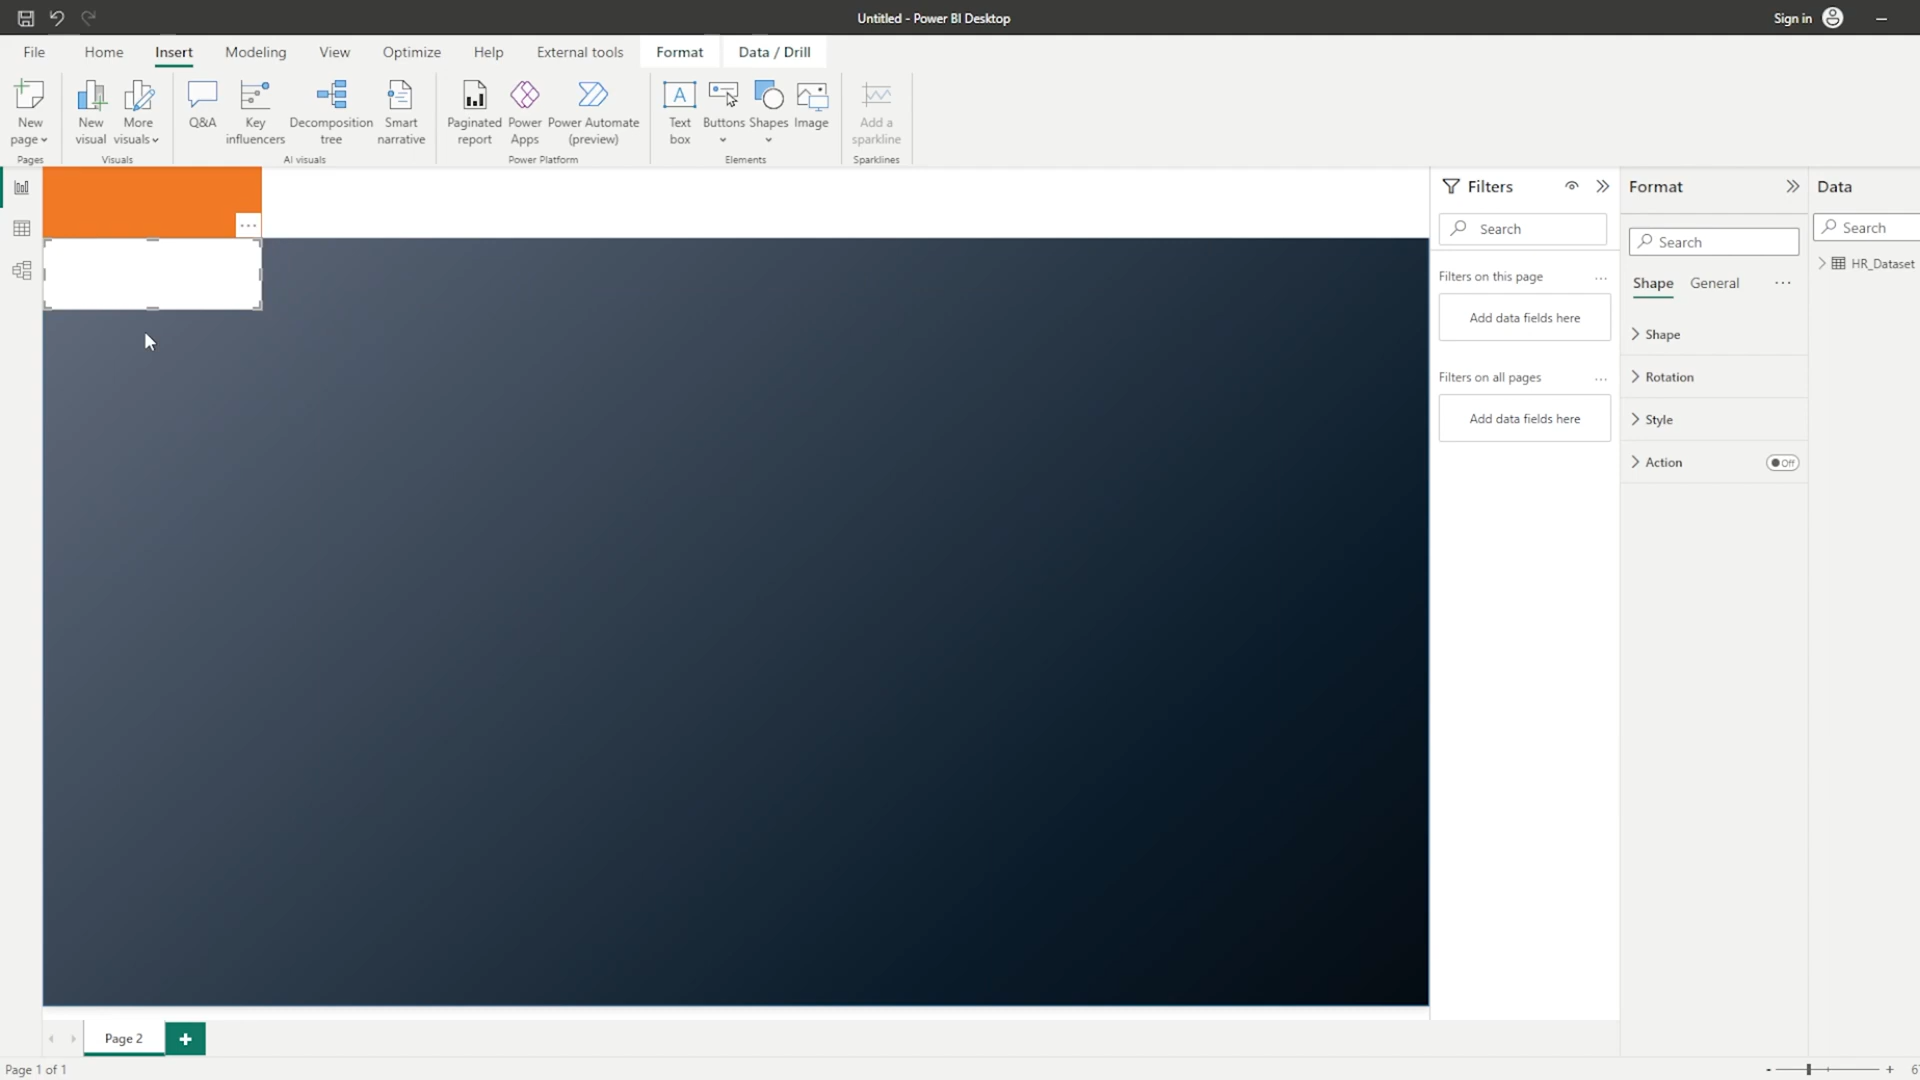 Untitled - Power BI Desktop
Sign in
File Home Insert Modeling View Optimize Help External tools Format Data / Drill
New page
New visual
More visuals
Q&A
Key influencers
Decomposition tree
Smart narrative
Paginated report
Power Apps
Power Automate (preview)
Text box
Buttons
Shapes
Image
Add a sparkline
Pages
Visuals
AI visuals
Power Platform
Elements
Sparklines
Filters
Search
Filters on this page
Add data fields here
Filters on all pages
Add data fields here
Format
Search
Shape General
Shape
Rotation
Style
Action Off
Data
Search
HR_Dataset
Page 2
Page 1 of 1